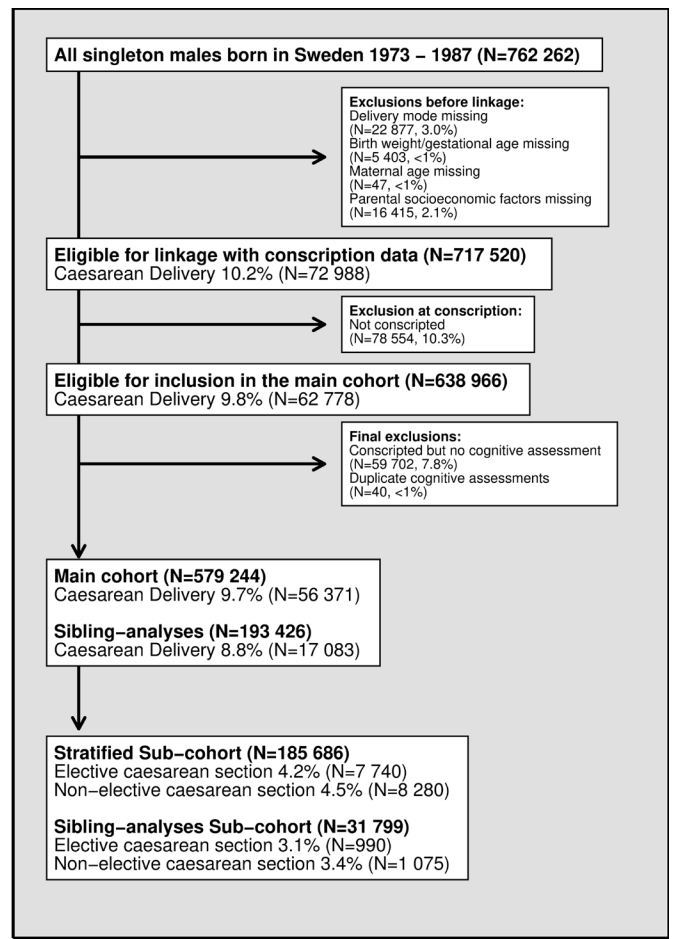 All singleton males born in Sweden 1973 − 1987 (N=762 262)
Exclusions before linkage:
Delivery mode missing
(N=22 877, 3.0%)
Birth weight/gestational age missing
(N=5 403, <1%)
Maternal age missing
(N=47, <1%)
Parental socioeconomic factors missing
(N=16 415, 2.1%)
Eligible for linkage with conscription data (N=717 520)
Caesarean Delivery 10.2% (N=72 988)
Exclusion at conscription:
Not conscripted
(N=78 554, 10.3%)
Eligible for inclusion in the main cohort (N=638 966)
Caesarean Delivery 9.8% (N=62 778)
Final exclusions:
Conscripted but no cognitive assessment
(N=59 702, 7.8%)
Duplicate cognitive assessments
(N=40, <1%)
Main cohort (N=579 244)
Caesarean Delivery 9.7% (N=56 371)
Sibling−analyses (N=193 426)
Caesarean Delivery 8.8% (N=17 083)
Stratified Sub−cohort (N=185 686)
Elective caesarean section 4.2% (N=7 740)
Non−elective caesarean section 4.5% (N=8 280)
Sibling−analyses Sub−cohort (N=31 799)
Elective caesarean section 3.1% (N=990)
Non−elective caesarean section 3.4% (N=1 075)